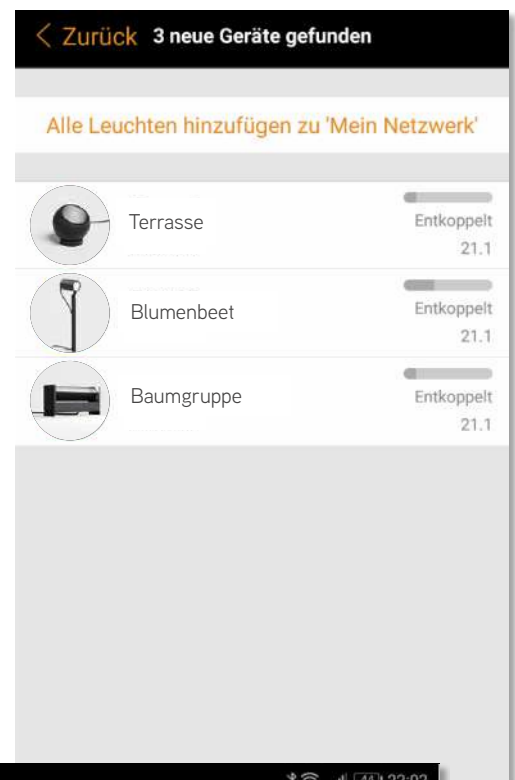 < Zurück 3 neue Geräte gefunden
Alle Leuchten hinzufügen zu 'Mein Netzwerk'
Terrasse
Entkoppelt
21.1
Blumenbeet
Entkoppelt
21.1
Baumgruppe
Entkoppelt
21.1